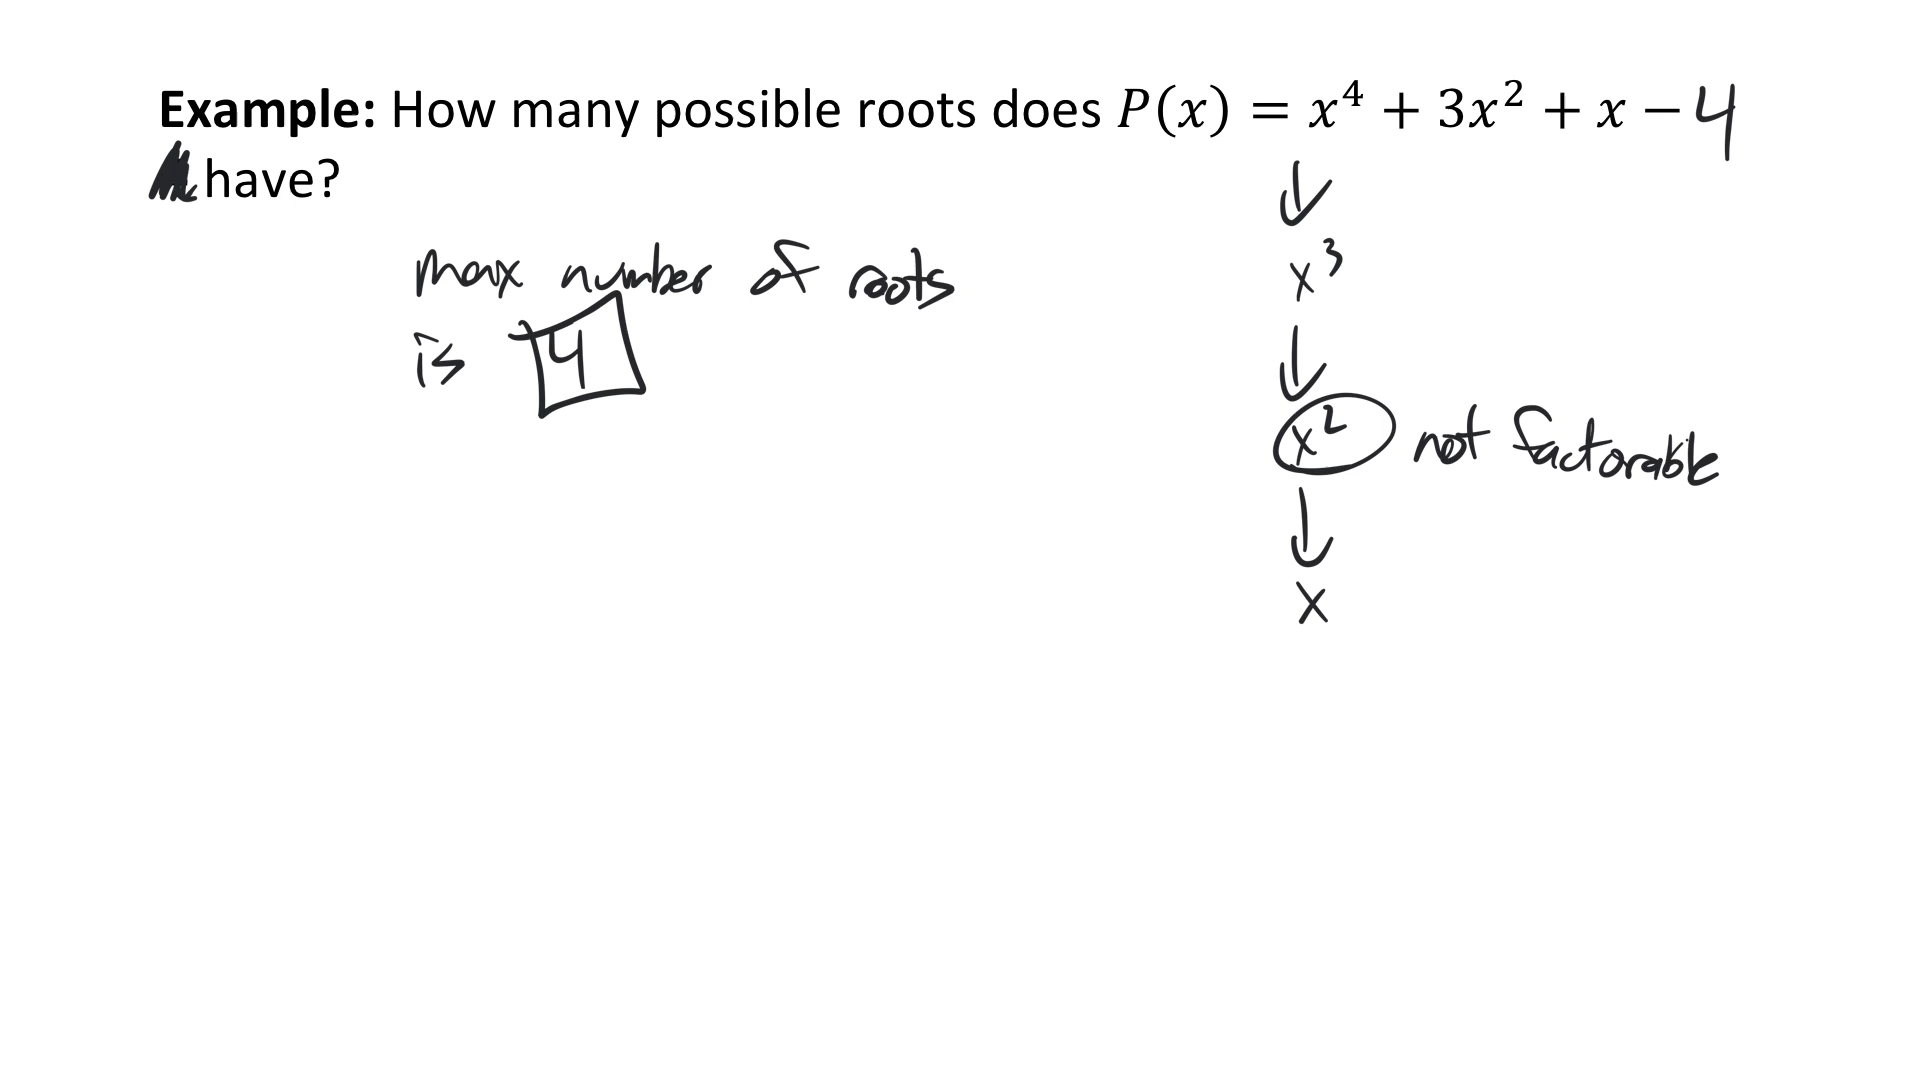 Example: How many possible roots does P(x) = x⁴ + 3x² + x − 4
have?
max number of roots
is 4
x³
x² not factorable
x